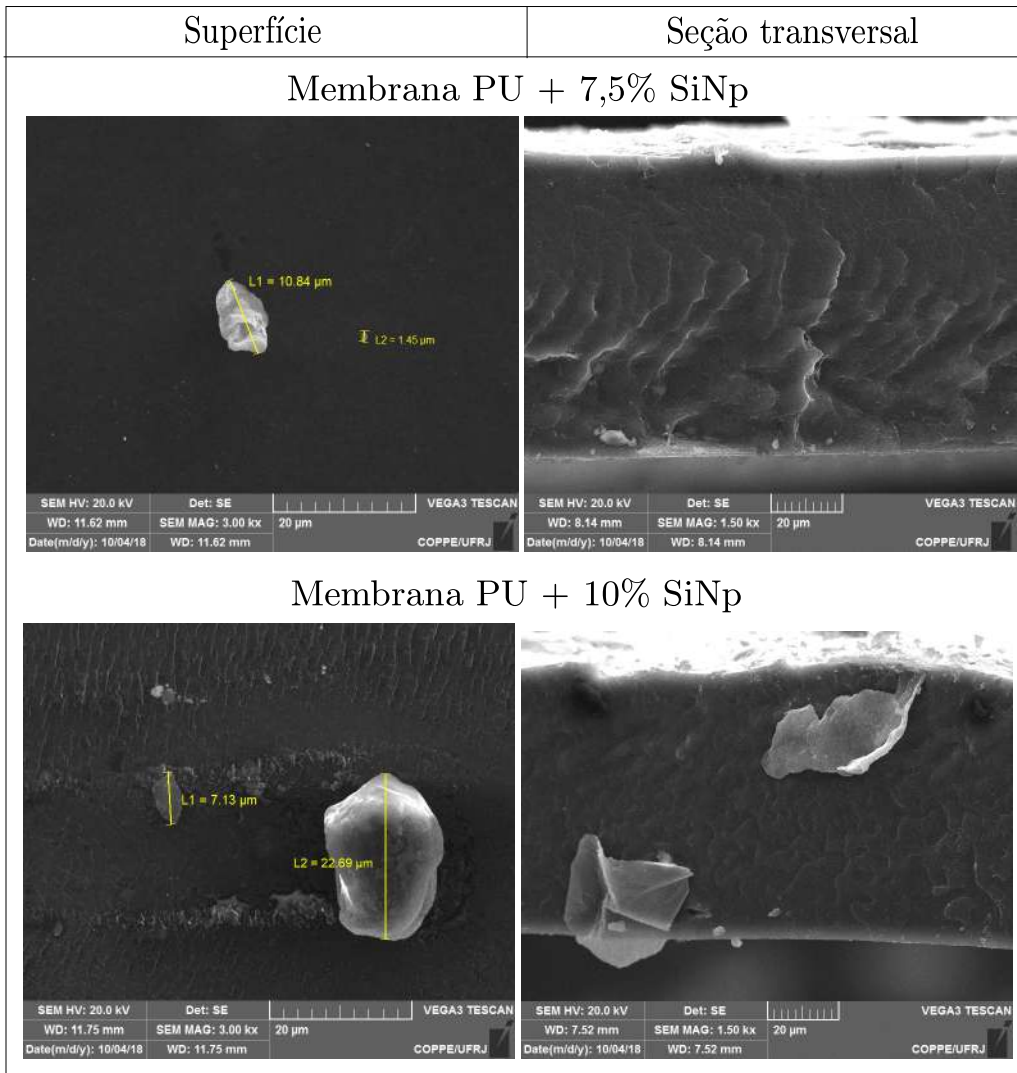 Superfície Seção transversal
Membrana PU + 7,5% SiNp
L1 = 10.84 µm
L2 = 1.45 µm
SEM HV: 20.0 kV Det: SE VEGA3 TESCAN
WD: 11.62 mm SEM MAG: 3.00 kx 20 µm
Date(m/d/y): 10/04/18 WD: 11.62 mm COPPE/UFRJ
SEM HV: 20.0 kV Det: SE VEGA3 TESCAN
WD: 8.14 mm SEM MAG: 1.50 kx 20 µm
Date(m/d/y): 10/04/18 WD: 8.14 mm COPPE/UFRJ
Membrana PU + 10% SiNp
L1 = 7.13 µm
L2 = 22.69 µm
SEM HV: 20.0 kV Det: SE VEGA3 TESCAN
WD: 11.75 mm SEM MAG: 3.00 kx 20 µm
Date(m/d/y): 10/04/18 WD: 11.75 mm COPPE/UFRJ
SEM HV: 20.0 kV Det: SE VEGA3 TESCAN
WD: 7.52 mm SEM MAG: 1.50 kx 20 µm
Date(m/d/y): 10/04/18 WD: 7.52 mm COPPE/UFRJ